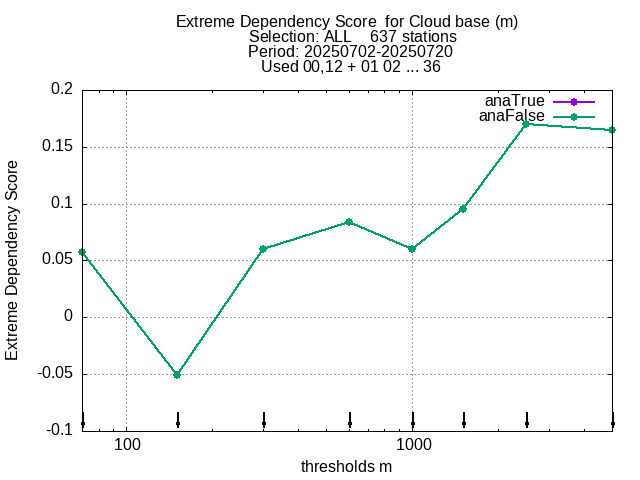 Extreme Dependency Score  for Cloud base (m)
Selection: ALL    637 stations
Period: 20250702-20250720
Used 00,12 + 01 02 ... 36
anaTrue
anaFalse
0.2
0.15
0.1
0.05
0
-0.05
-0.1
Extreme Dependency Score
100
1000
thresholds m